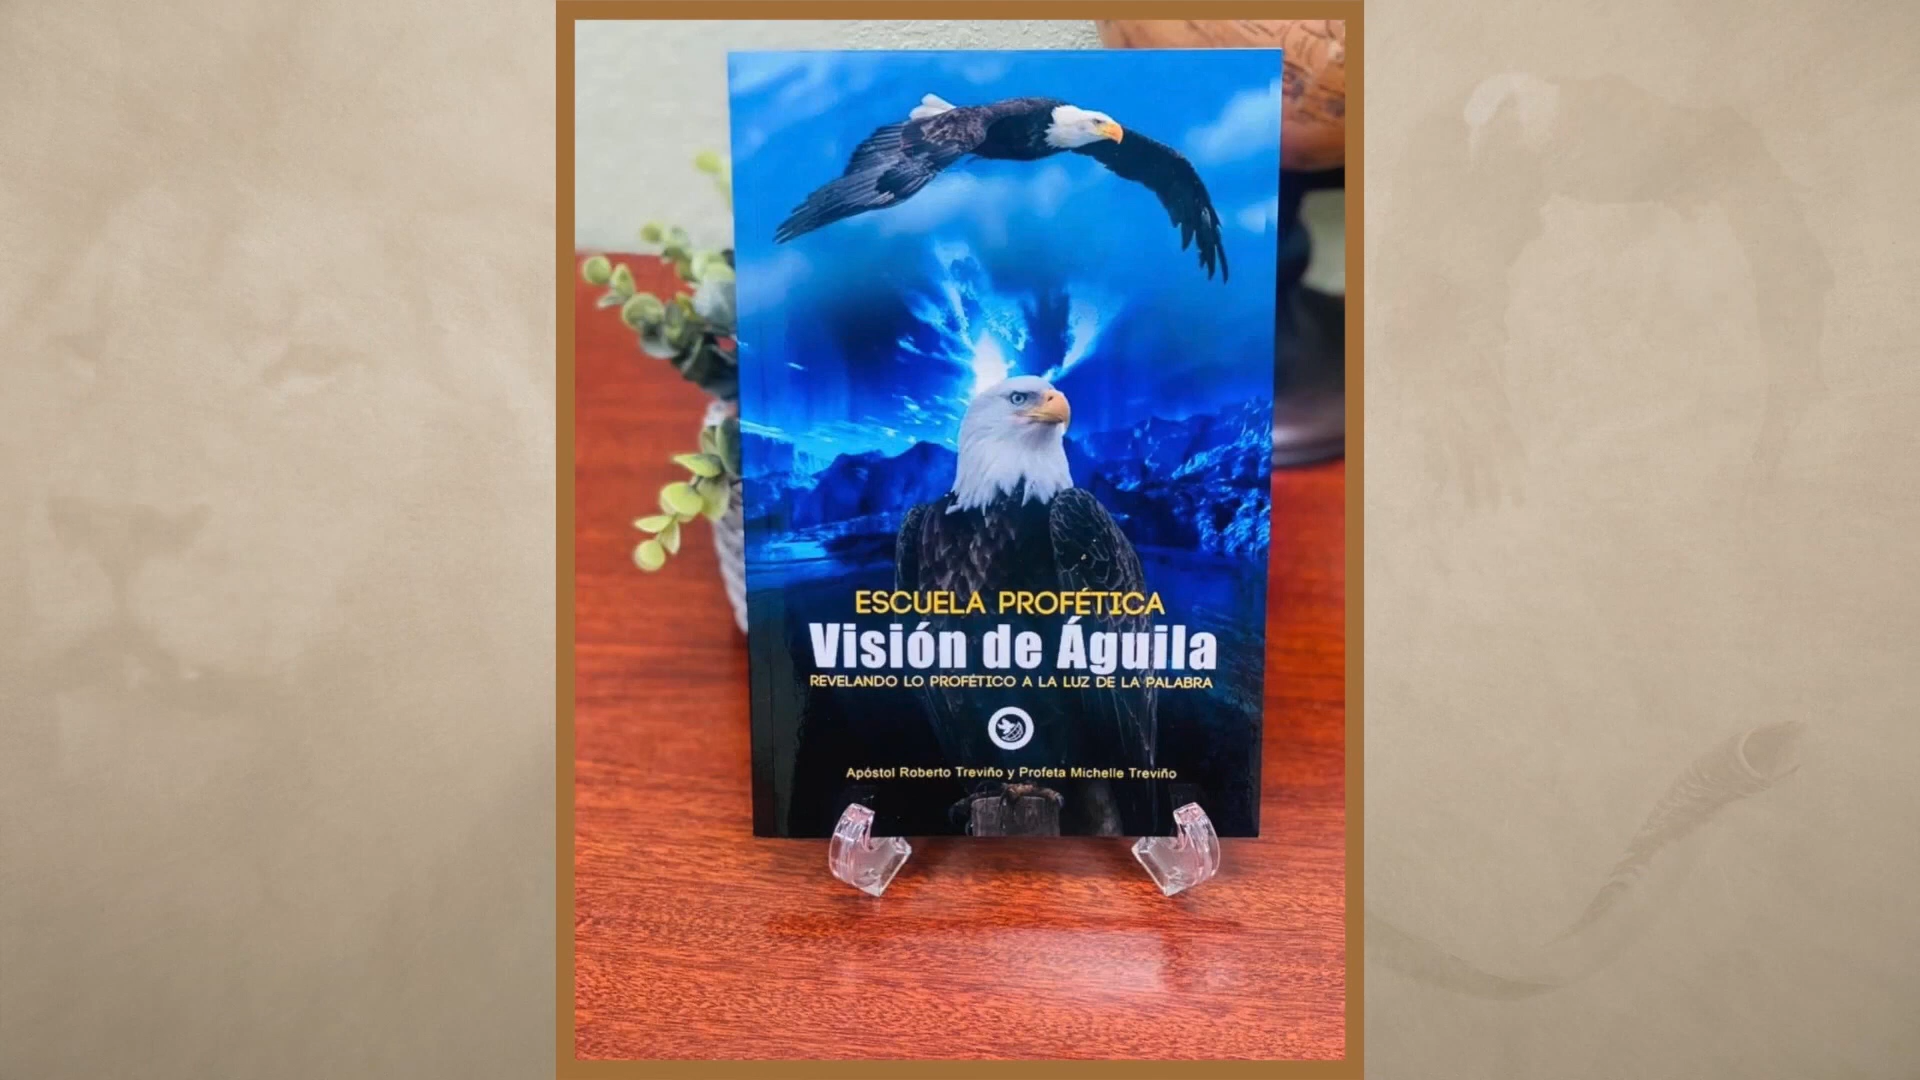 ESCUELA PROFÉTICA
Visión de Águila
REVELANDO LO PROFÉTICO A LA LUZ DE LA PALABRA
Apóstol Roberto Treviño y Profeta Michelle Treviño